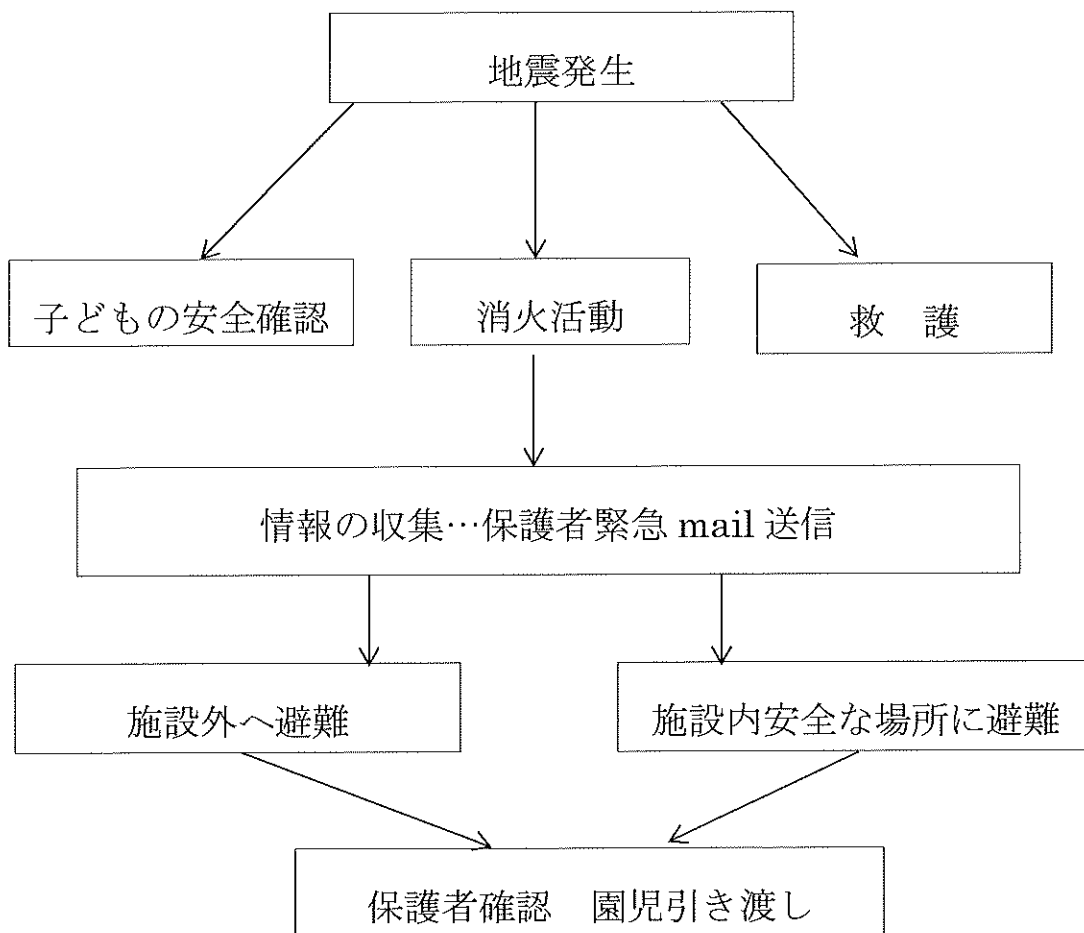 地震発生
子どもの安全確認
消火活動
救　護
情報の収集…保護者緊急 mail 送信
施設外へ避難
施設内安全な場所に避難
保護者確認　園児引き渡し